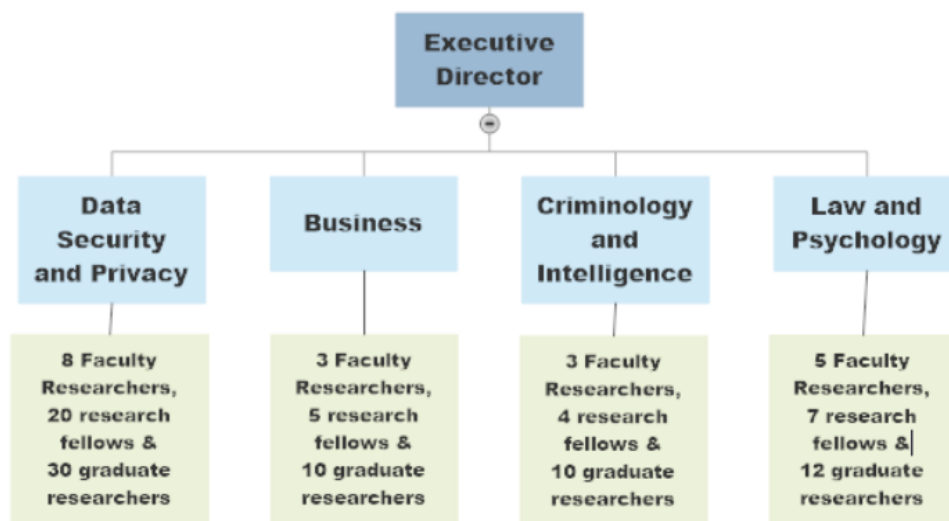 Executive
Director
Data
Security
and Privacy
Business
Criminology
and
Intelligence
Law and
Psychology
8 Faculty
Researchers,
20 research
fellows &
30 graduate
researchers
3 Faculty
Researchers,
5 research
fellows &
10 graduate
researchers
3 Faculty
Researchers,
4 research
fellows &
10 graduate
researchers
5 Faculty
Researchers,
7 research
fellows &
12 graduate
researchers